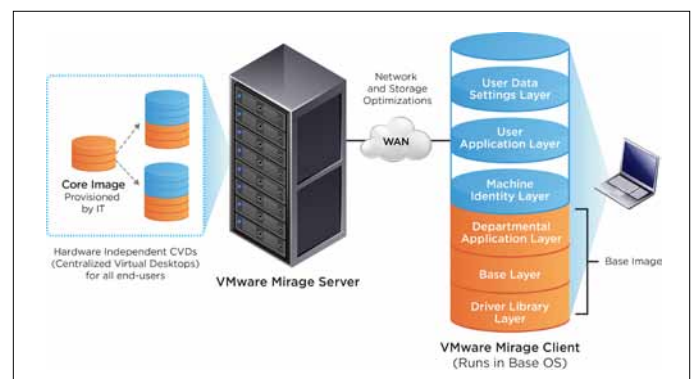 Core Image
Provisioned
by IT
Hardware Independent CVDs
(Centralized Virtual Desktops)
for all end-users
VMware Mirage Server
Network
and Storage
Optimizations
WAN
User Data
Settings Layer
User
Application Layer
Machine
Identity Layer
Departmental
Application Layer
Base Layer
Driver Library
Layer
Base Image
VMware Mirage Client
(Runs in Base OS)